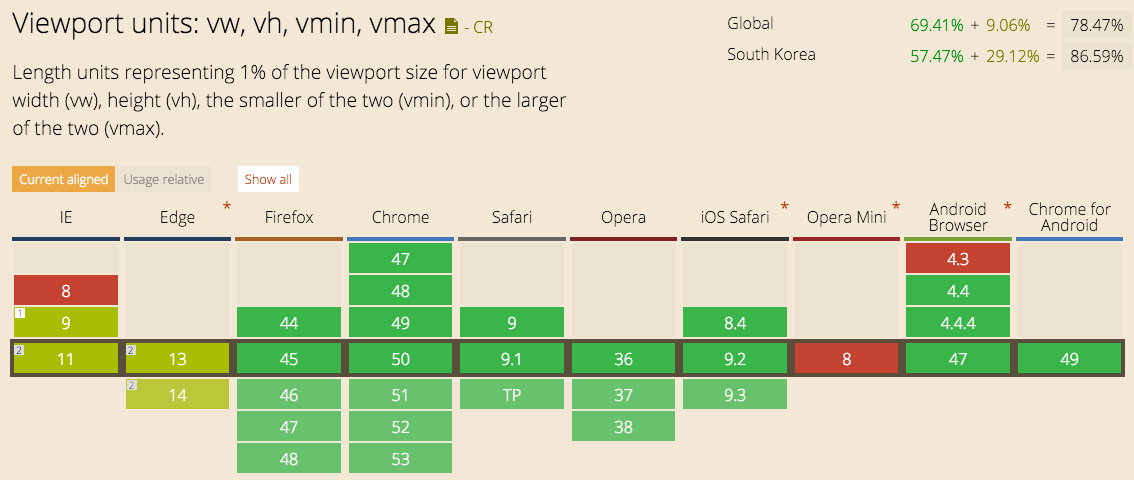 Viewport units: vw, vh, vmin, vmax - CR
Global 69.41% + 9.06% = 78.47%
South Korea 57.47% + 29.12% = 86.59%
Length units representing 1% of the viewport size for viewport
width (vw), height (vh), the smaller of the two (vmin), or the larger
of the two (vmax).
Current aligned Usage relative Show all
IE Edge * Firefox Chrome Safari Opera iOS Safari * Opera Mini * Android Browser * Chrome for Android
47 4.3
8 48 4.4
1 9 44 49 9 8.4 4.4.4
2 11 2 13 45 50 9.1 36 9.2 8 47 49
2 14 46 51 TP 37 9.3
47 52 38
48 53